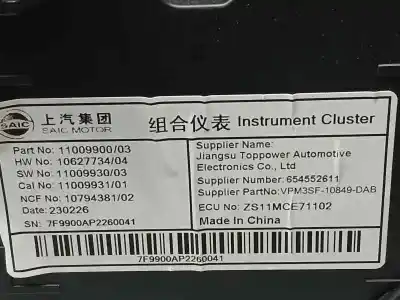 SAIC
上汽集团
SAIC MOTOR
组合仪表 Instrument Cluster
Part No: 11009900/03
HW No: 10627734/04
SW No: 11009930/03
Cal No: 11009931/01
NCF No: 10794381/02
Date: 230226
SN: 7F9900AP2260041
Supplier Name:
Jiangsu Toppower Automotive
Electronics Co., Ltd
Supplier Number: 654552611
Supplier PartNo: VPM3SF-10849-DAB
ECU No: ZS11MCE71102
Made In China
7F9900AP2260041